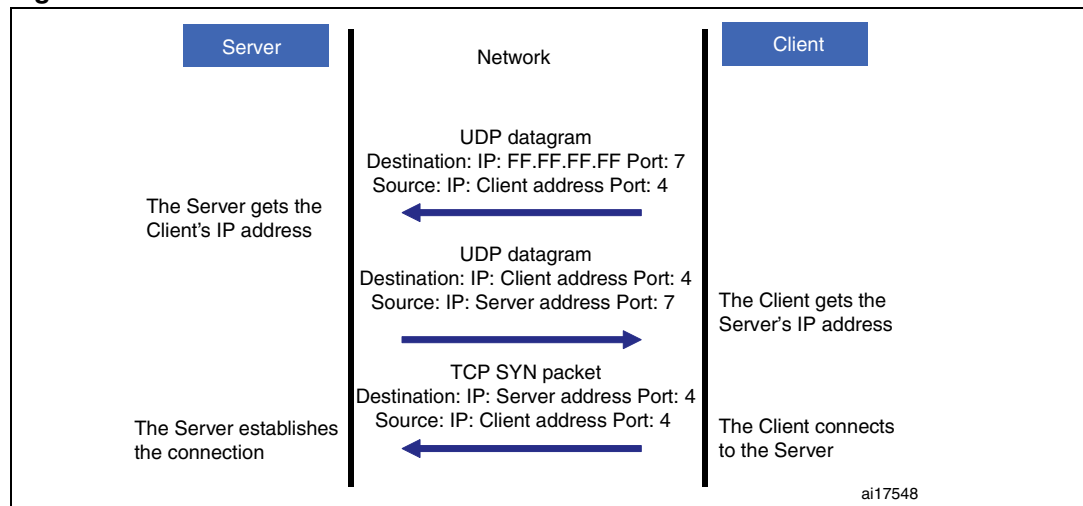 Server
Network
Client
UDP datagram
Destination: IP: FF.FF.FF.FF Port: 7
Source: IP: Client address Port: 4
The Server gets the
Client's IP address
UDP datagram
Destination: IP: Client address Port: 4
Source: IP: Server address Port: 7
The Client gets the
Server's IP address
TCP SYN packet
Destination: IP: Server address Port: 4
Source: IP: Client address Port: 4
The Server establishes
the connection
The Client connects
to the Server
ai17548